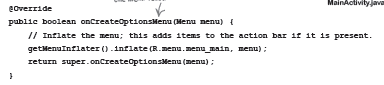 MainActivity.java
@Override
public boolean onCreateOptionsMenu(Menu menu) {
// Inflate the menu; this adds items to the action bar if it is present.
getMenuInflater().inflate(R.menu.menu_main, menu);
return super.onCreateOptionsMenu(menu);
}